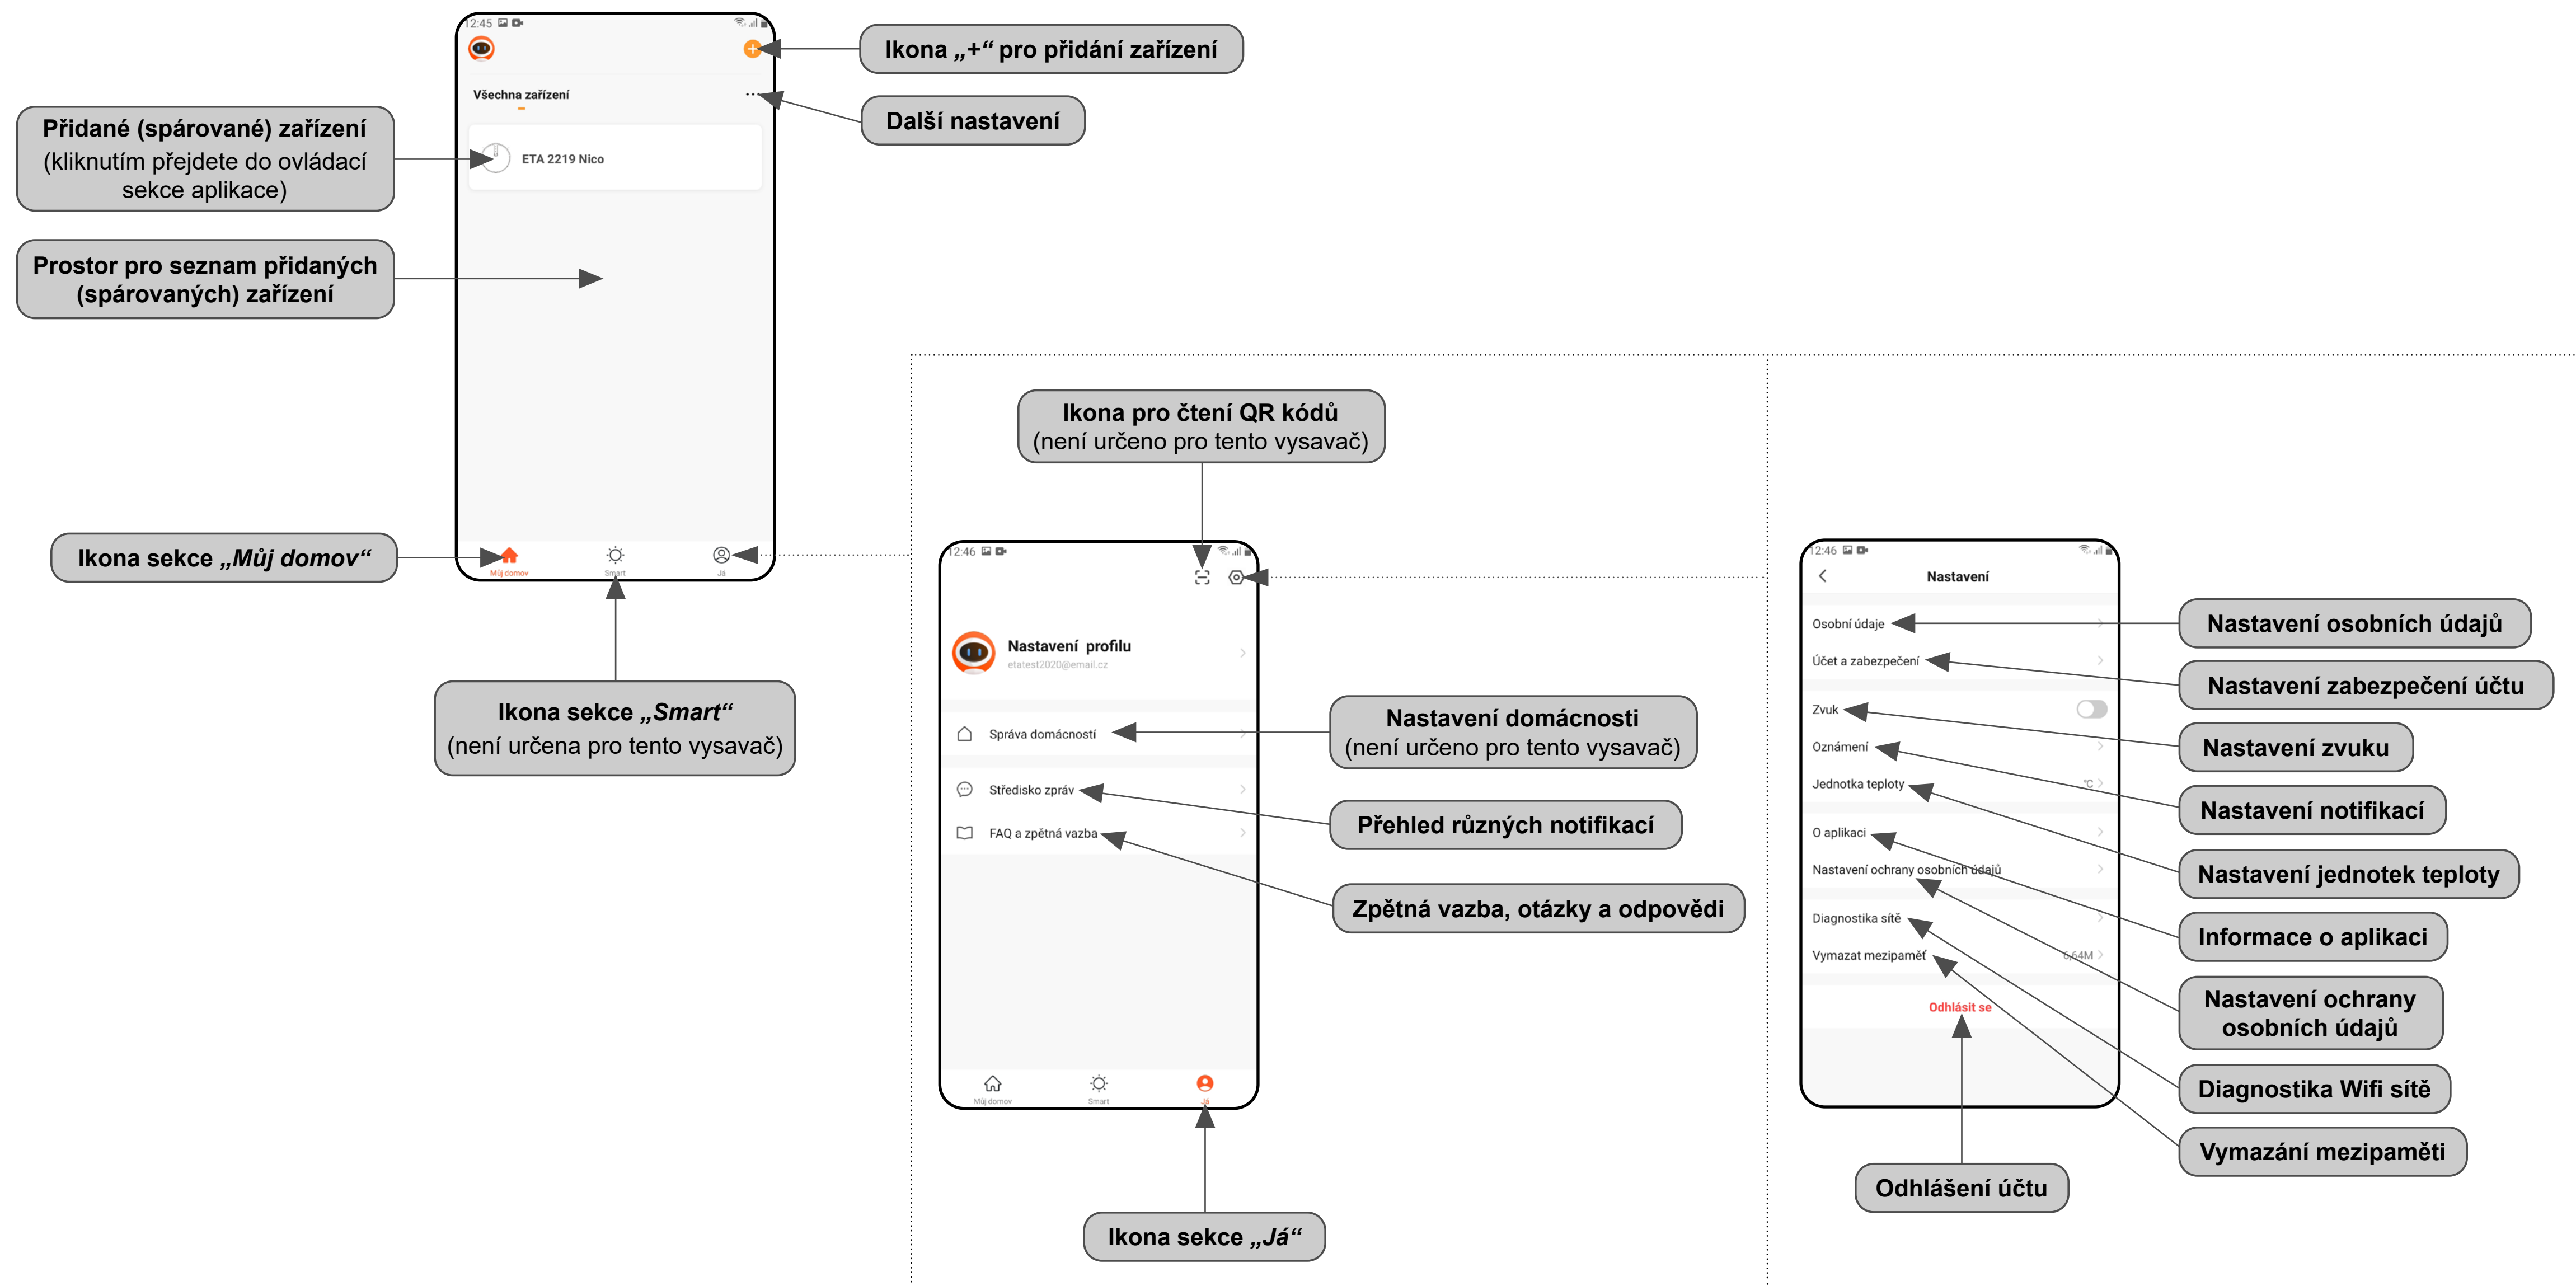 12:45
Ikona „+“ pro přidání zařízení
Všechna zařízení
Další nastavení
Přidané (spárované) zařízení
(kliknutím přejdete do ovládací
sekce aplikace)
ETA 2219 Nico
Prostor pro seznam přidaných
(spárovaných) zařízení
Ikona sekce „Můj domov“
Můj domov
Smart
Já
Ikona sekce „Smart“
(není určena pro tento vysavač)
Ikona pro čtení QR kódů
(není určeno pro tento vysavač)
12:46
Nastavení profilu
etatest2020@email.cz
Správa domácností
Nastavení domácnosti
(není určeno pro tento vysavač)
Středisko zpráv
Přehled různých notifikací
FAQ a zpětná vazba
Zpětná vazba, otázky a odpovědi
Můj domov
Smart
Já
Ikona sekce „Já“
12:46
Nastavení
Osobní údaje
Nastavení osobních údajů
Účet a zabezpečení
Nastavení zabezpečení účtu
Zvuk
Nastavení zvuku
Oznámení
Nastavení notifikací
Jednotka teploty
°C
Nastavení jednotek teploty
O aplikaci
Informace o aplikaci
Nastavení ochrany osobních údajů
Nastavení ochrany
osobních údajů
Diagnostika sítě
Diagnostika Wifi sítě
Vymazat mezipaměť
6,64M
Vymazání mezipaměti
Odhlásit se
Odhlášení účtu